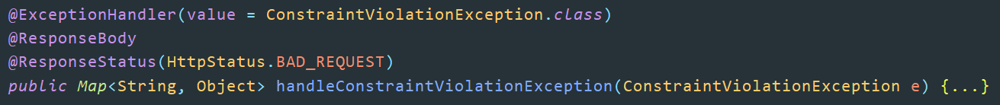 @ExceptionHandler(value = ConstraintViolationException.class)
@ResponseBody
@ResponseStatus(HttpStatus.BAD_REQUEST)
public Map<String, Object> handleConstraintViolationException(ConstraintViolationException e) {...}